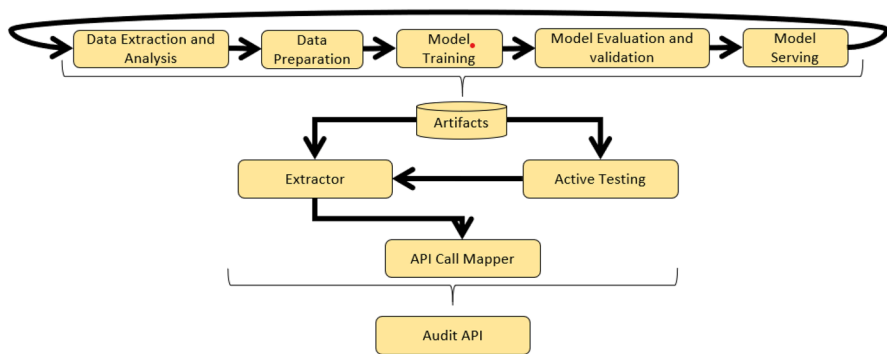 Data Extraction and
Analysis
Data
Preparation
Model
Training
Model Evaluation and
validation
Model
Serving
Artifacts
Extractor
Active Testing
API Call Mapper
Audit API